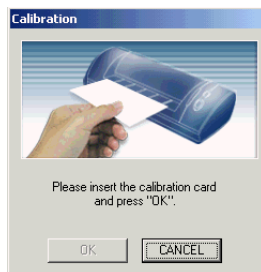 Calibration
Please insert the calibration card
and press "OK".
OK
CANCEL